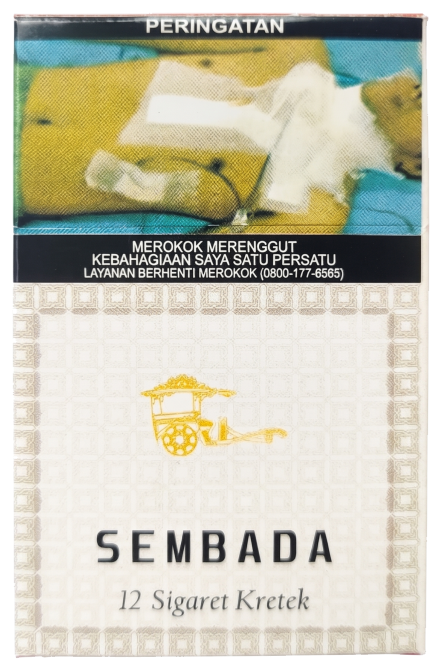 PERINGATAN
MEROKOK MERENGGUT
KEBAHAGIAAN SAYA SATU PERSATU
LAYANAN BERHENTI MEROKOK (0800-177-6565)
SEMBADA
12 Sigaret Kretek